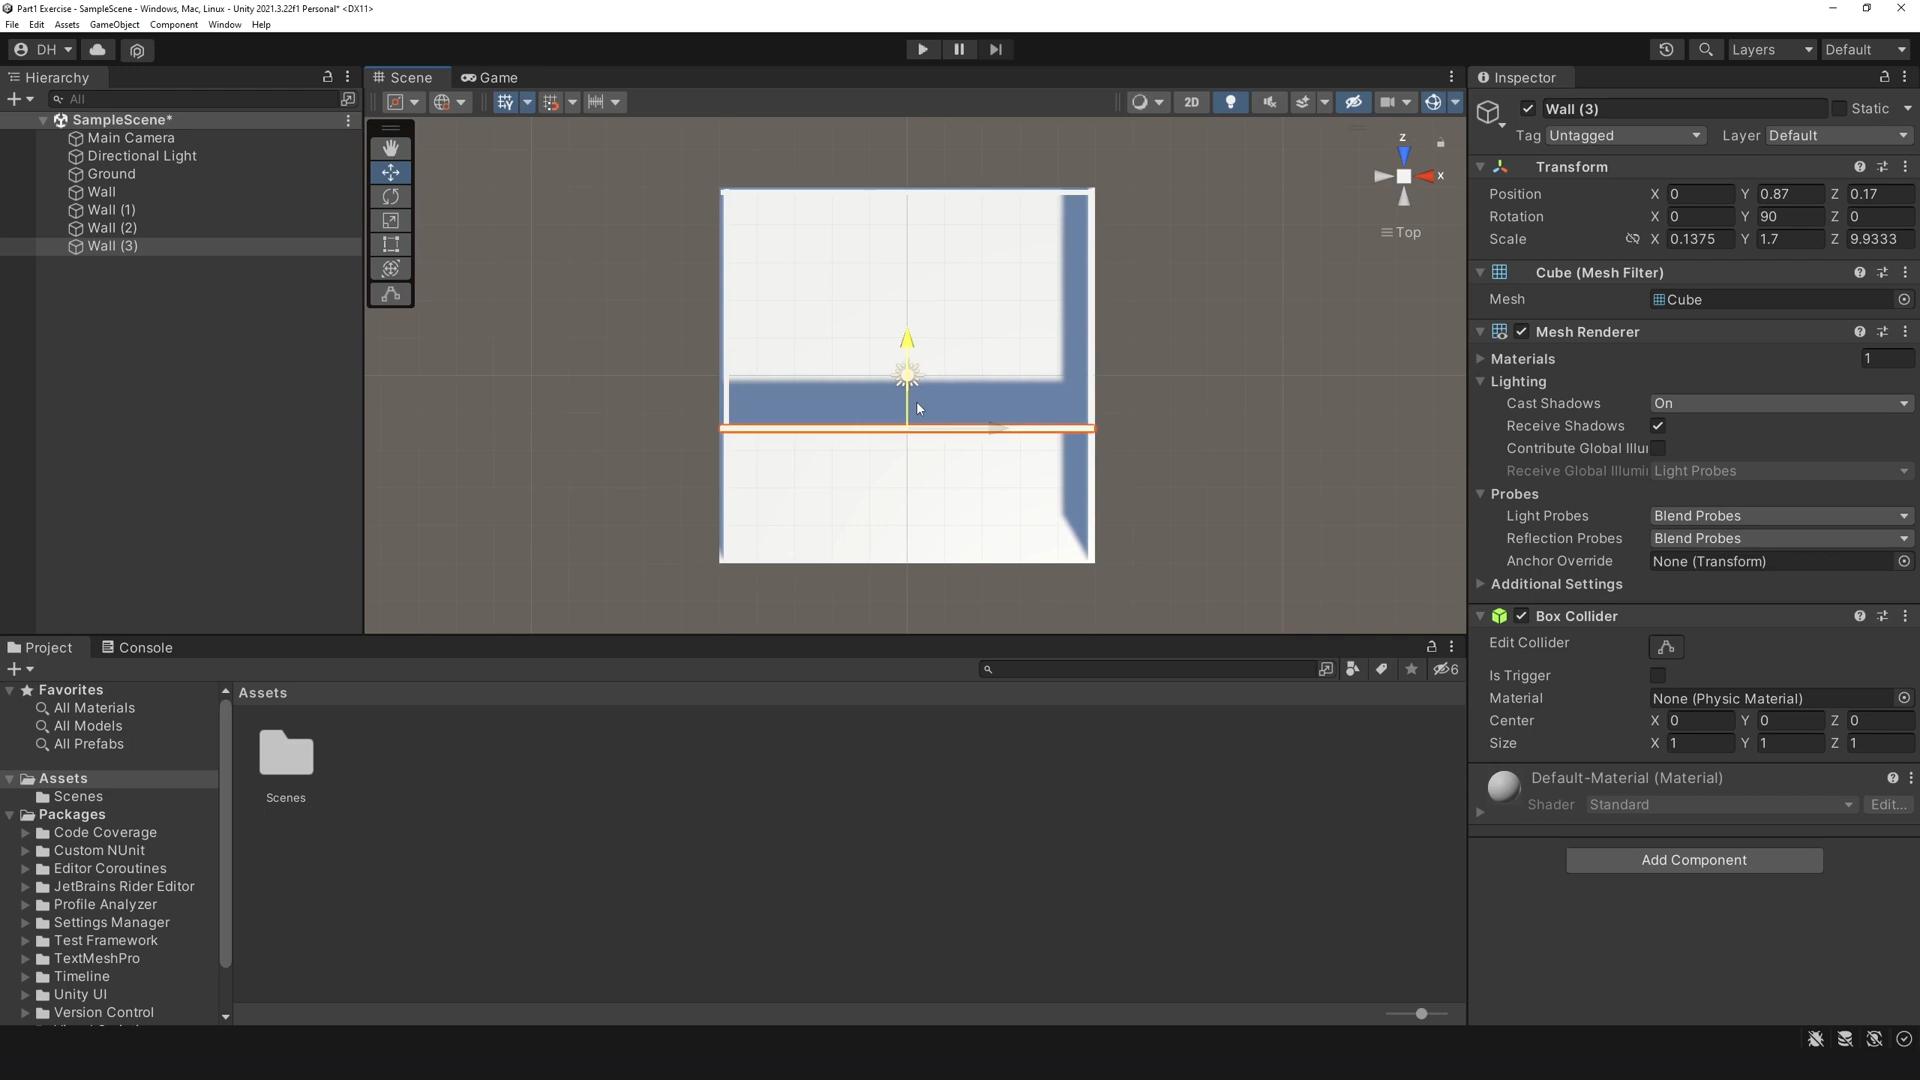 Part1 Exercise - SampleScene - Windows, Mac, Linux - Unity 2021.3.22f1 Personal* <DX11>
File Edit Assets GameObject Component Window Help
DH
Layers
Default
Hierarchy
All
SampleScene*
Main Camera
Directional Light
Ground
Wall
Wall (1)
Wall (2)
Wall (3)
Scene
Game
2D
z
x
Top
Inspector
Wall (3)
Static
Tag Untagged Layer Default
Transform
Position X 0 Y 0.87 Z 0.17
Rotation X 0 Y 90 Z 0
Scale X 0.1375 Y 1.7 Z 9.9333
Cube (Mesh Filter)
Mesh Cube
Mesh Renderer
Materials 1
Lighting
Cast Shadows On
Receive Shadows
Contribute Global Illu
Receive Global Illumi Light Probes
Probes
Light Probes Blend Probes
Reflection Probes Blend Probes
Anchor Override None (Transform)
Additional Settings
Box Collider
Edit Collider
Is Trigger
Material None (Physic Material)
Center X 0 Y 0 Z 0
Size X 1 Y 1 Z 1
Default-Material (Material)
Shader Standard Edit...
Add Component
Project
Console
6
Favorites
All Materials
All Models
All Prefabs
Assets
Scenes
Packages
Code Coverage
Custom NUnit
Editor Coroutines
JetBrains Rider Editor
Profile Analyzer
Settings Manager
Test Framework
TextMeshPro
Timeline
Unity UI
Version Control
Assets
Scenes